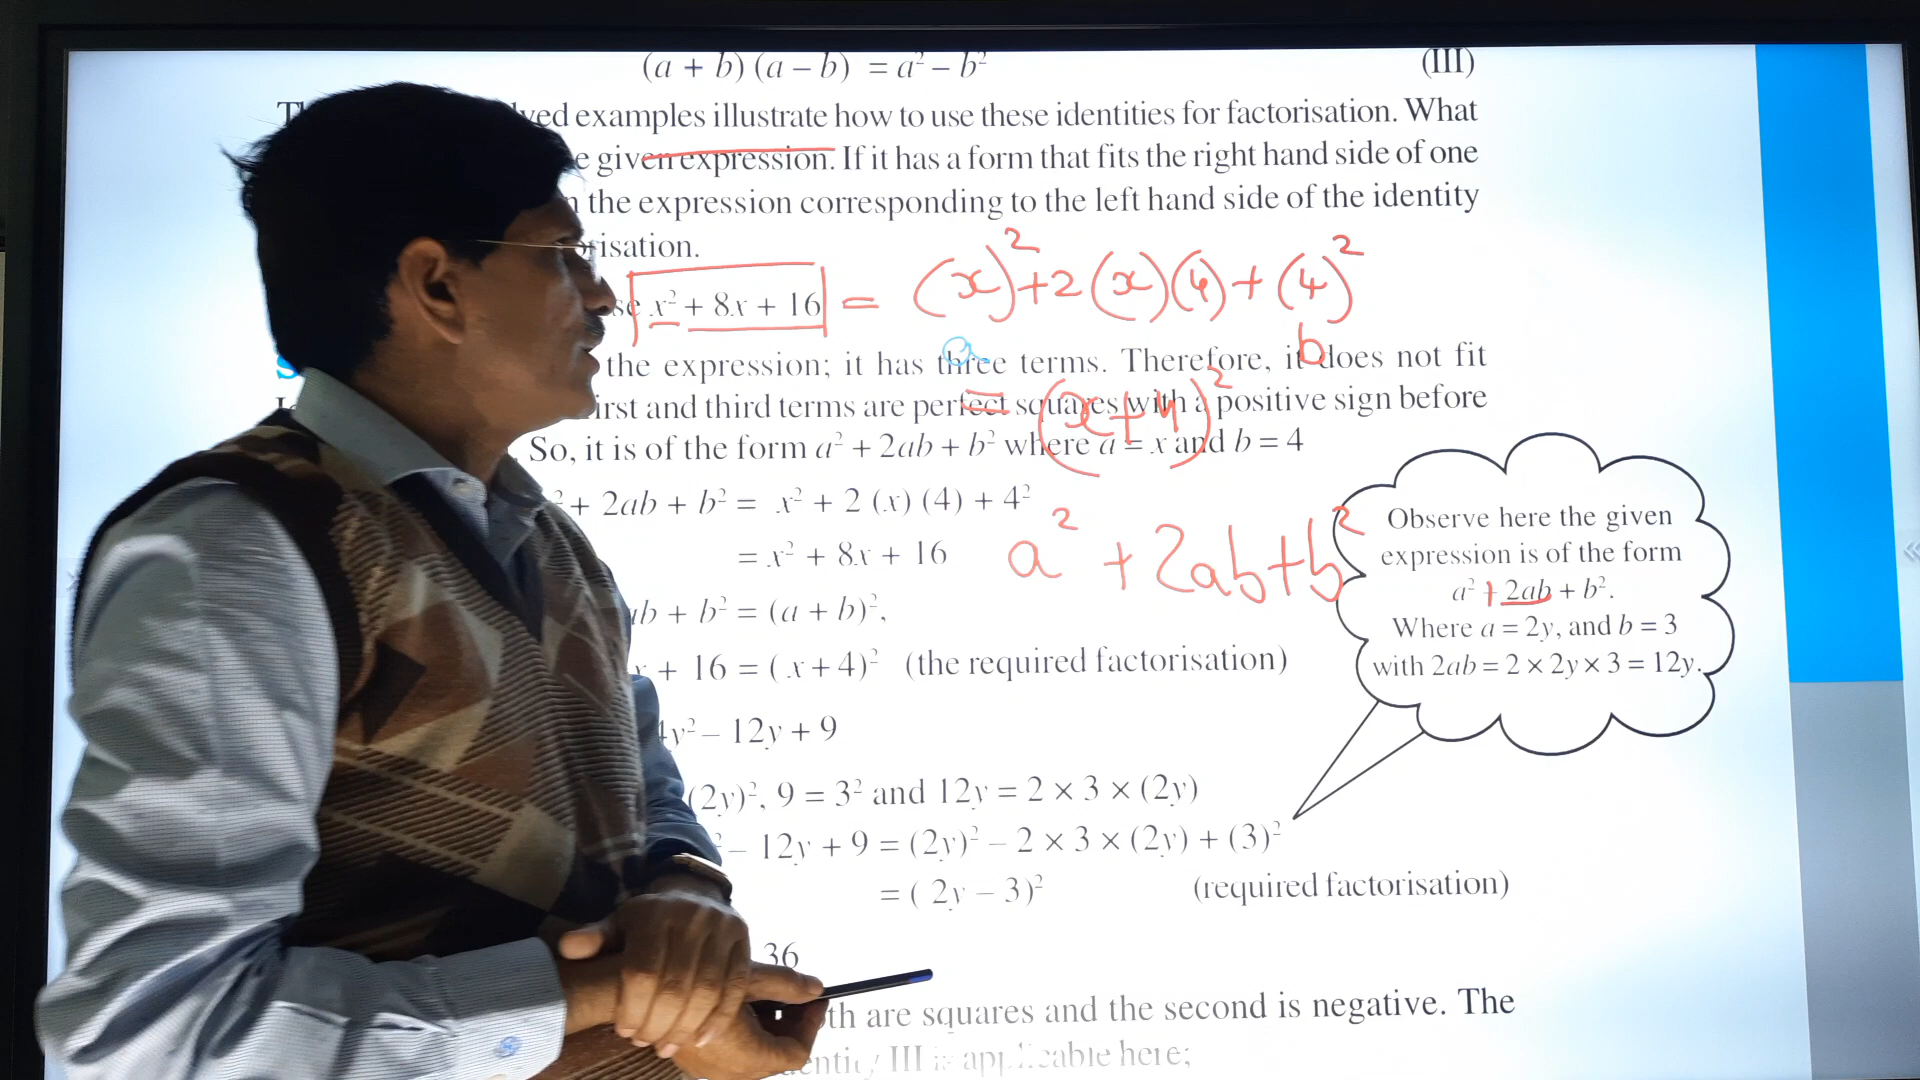 (a + b) (a – b) = a² – b² (III)
examples illustrate how to use these identities for factorisation. What
given expression. If it has a form that fits the right hand side of one
the expression corresponding to the left hand side of the identity
x² + 8x + 16 = (x)² + 2(x)(4) + (4)²
a b
the expression; it has three terms. Therefore, it does not fit
= (x+4)²
first and third terms are perfect squares with a positive sign before
So, it is of the form a² + 2ab + b² where a = x and b = 4
+ 2ab + b² = x² + 2 (x) (4) + 4²
= x² + 8x + 16
a² + 2ab + b²
+ b² = (a + b)²,
+ 16 = (x + 4)² (the required factorisation)
4y² – 12y + 9
(2y)², 9 = 3² and 12y = 2 × 3 × (2y)
– 12y + 9 = (2y)² – 2 × 3 × (2y) + (3)²
= ( 2y – 3)² (required factorisation)
Observe here the given
expression is of the form
a² + 2ab + b².
Where a = 2y, and b = 3
with 2ab = 2 × 2y × 3 = 12y.
36
are squares and the second is negative. The
III is applicable here;